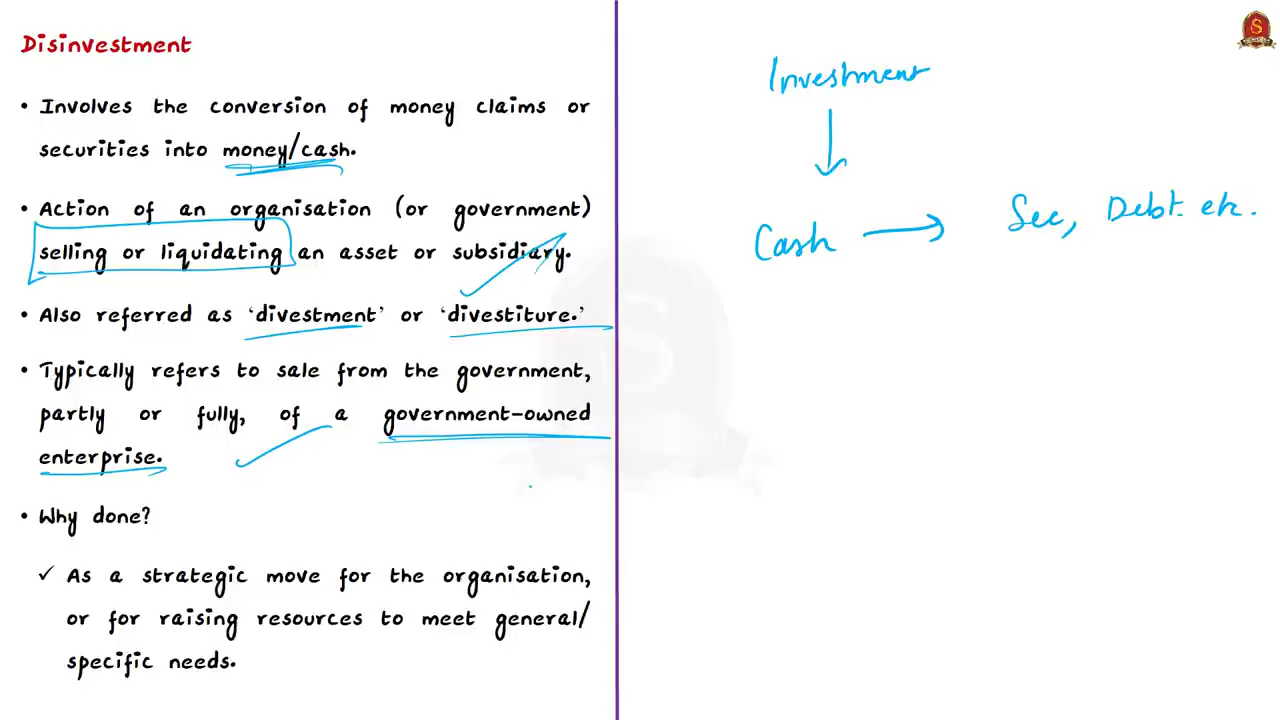 Disinvestment
• Involves the conversion of money claims or
securities into money/cash.
• Action of an organisation (or government)
selling or liquidating an asset or subsidiary.
• Also referred as ‘divestment’ or ‘divestiture.’
• Typically refers to sale from the government,
partly or fully, of a government-owned
enterprise.
• Why done?
✓ As a strategic move for the organisation,
or for raising resources to meet general/
specific needs.
Investment
Cash → Sec, Debt. etc.
S